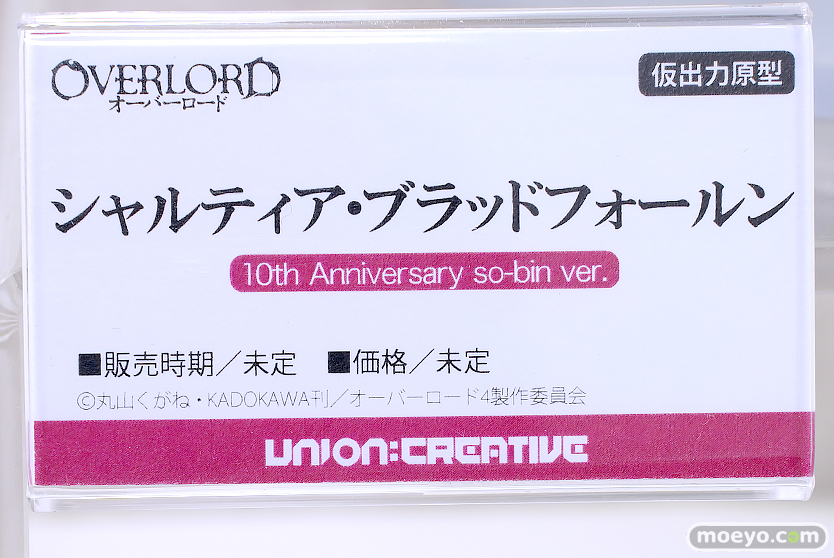 OVERLORD
オーバーロード
仮出力原型
シャルティア・ブラッドフォールン
10th Anniversary so-bin ver.
■販売時期／未定 ■価格／未定
©丸山くがね・KADOKAWA刊／オーバーロード4製作委員会
UNION:CREATIVE
moeyo.com